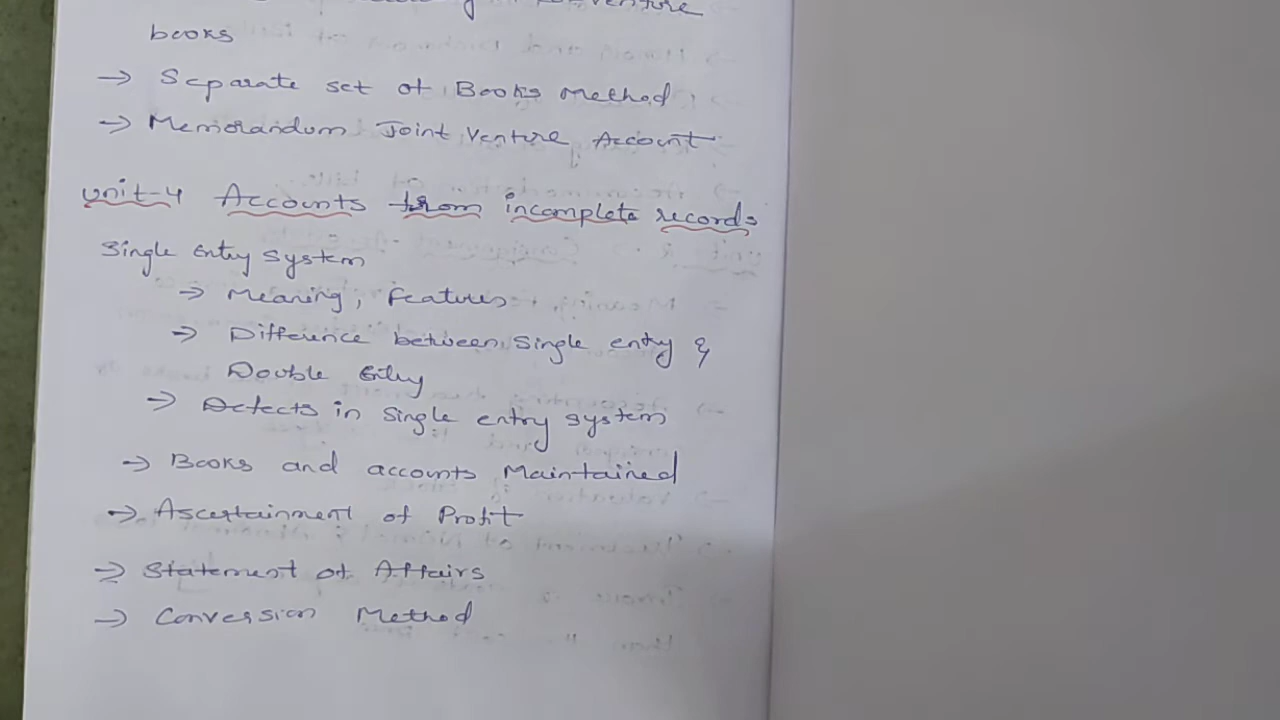 venture
books
→ Separate set of Books Method
→ Memorandum Joint Venture Account
Unit-4 Accounts from incomplete records
Single Entry System
→ Meaning, Features
→ Difference between Single entry &
Double Entry
→ Defects in Single entry System
→ Books and accounts Maintained
→ Ascertainment of Profit
→ Statement of Affairs
→ Conversion Method